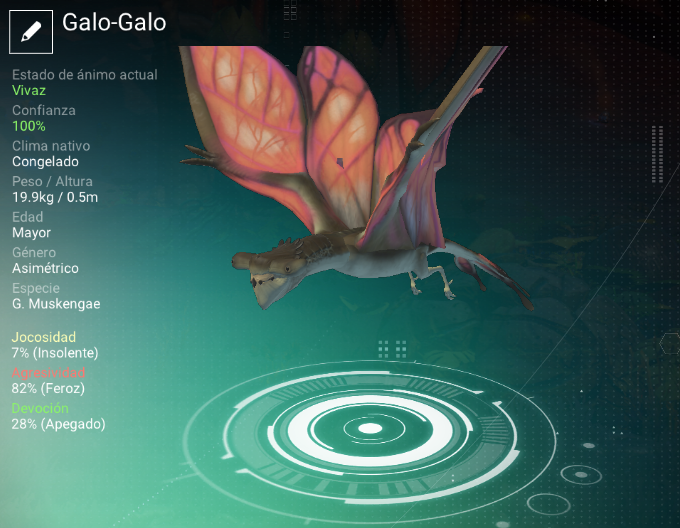 Galo-Galo
Estado de ánimo actual
Vivaz
Confianza
100%
Clima nativo
Congelado
Peso / Altura
19.9kg / 0.5m
Edad
Mayor
Género
Asimétrico
Especie
G. Muskengae
Jocosidad
7% (Insolente)
Agresividad
82% (Feroz)
Devoción
28% (Apegado)